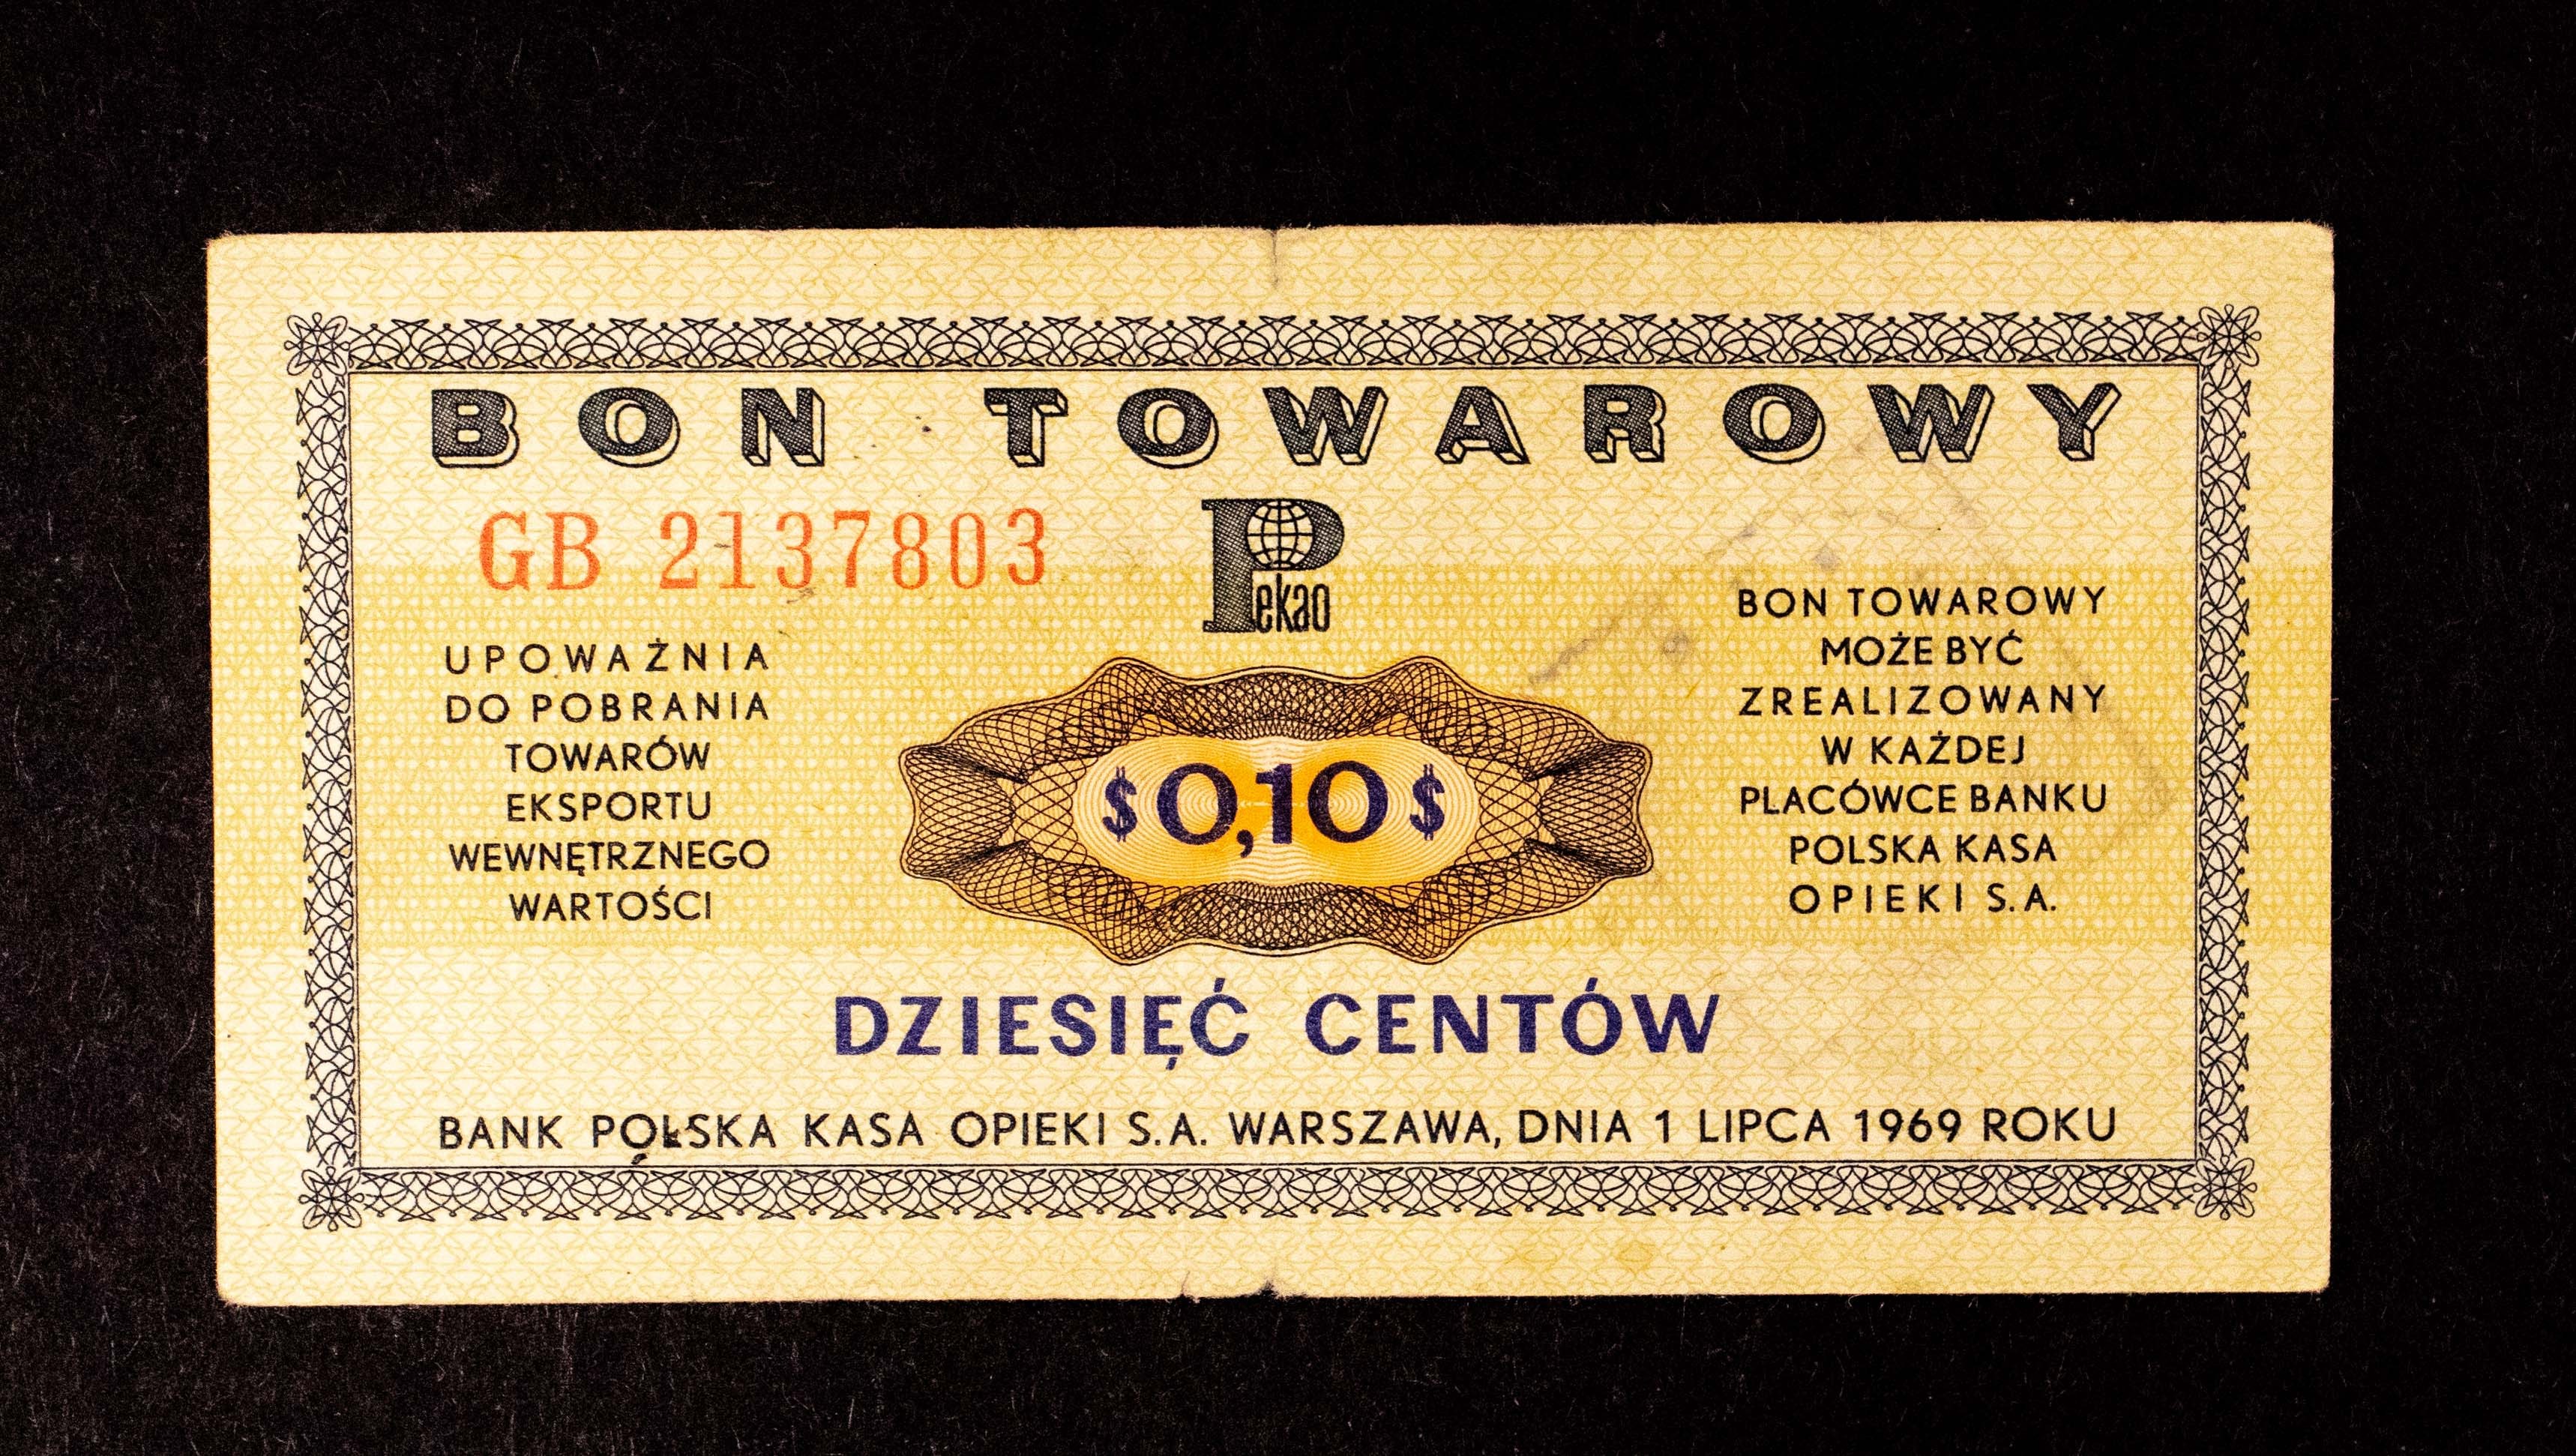 BON TOWAROWY
GB 2137803
Pekao
UPOWAŻNIA
DO POBRANIA
TOWARÓW
EKSPORTU
WEWNĘTRZNEGO
WARTOŚCI
$0,10$
BON TOWAROWY
MOŻE BYĆ
ZREALIZOWANY
W KAŻDEJ
PLACÓWCE BANKU
POLSKA KASA
OPIEKI S.A.
DZIESIĘĆ CENTÓW
BANK POLSKA KASA OPIEKI S.A. WARSZAWA, DNIA 1 LIPCA 1969 ROKU